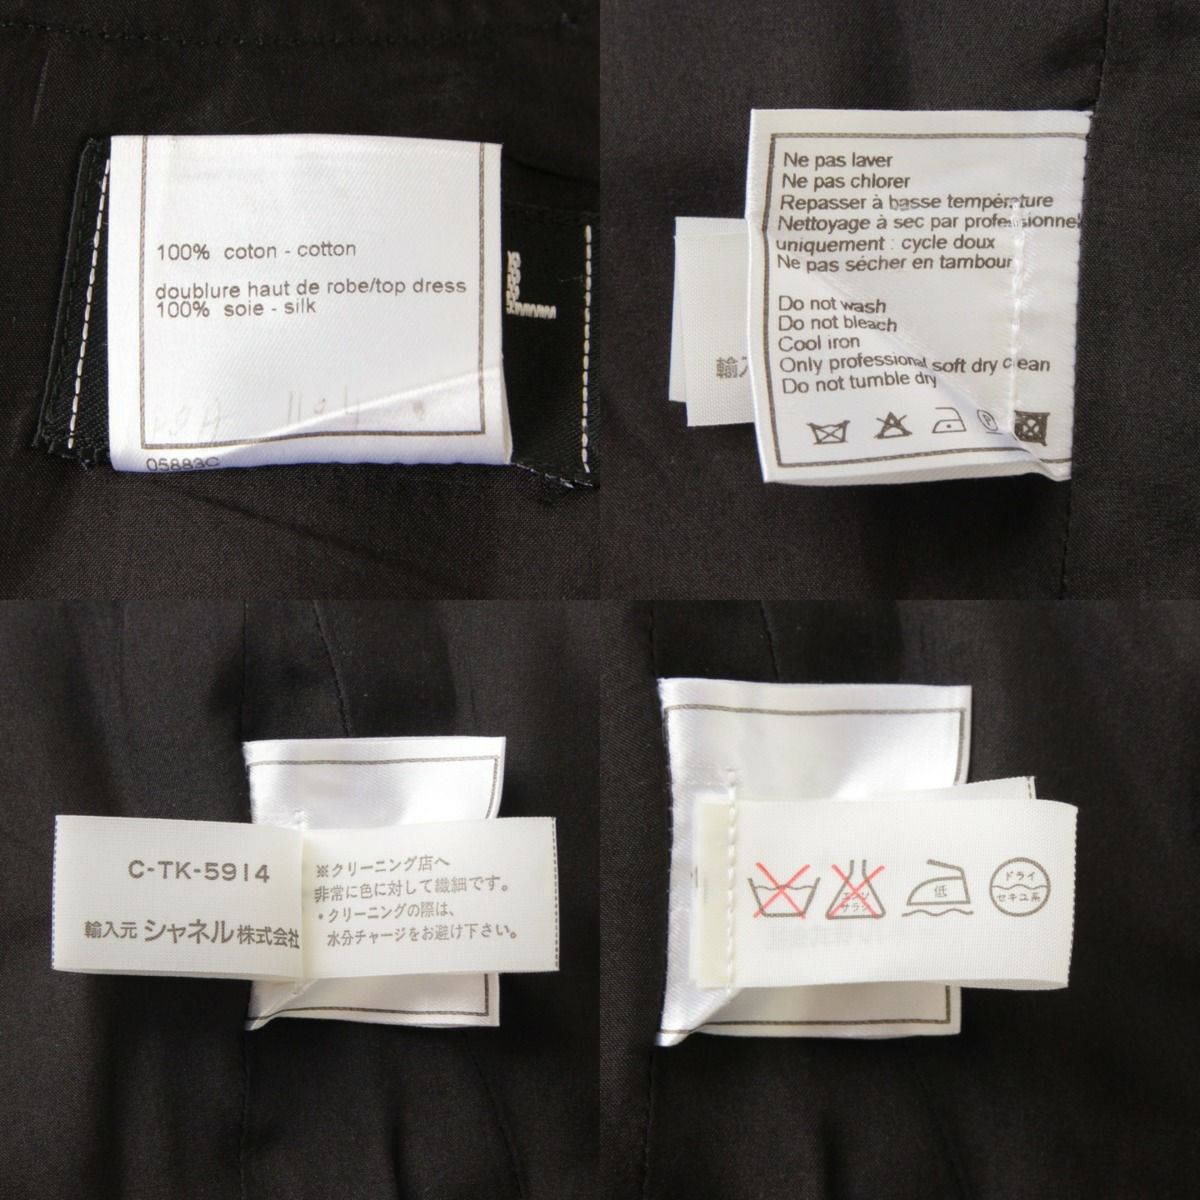 100% coton - cotton
doublure haut de robe/top dress
100% soie - silk
05883C
Ne pas laver
Ne pas chlorer
Repasser à basse température
Nettoyage à sec par professionnel
uniquement : cycle doux
Ne pas sécher en tambour
Do not wash
Do not bleach
Cool iron
Only professional soft dry clean
Do not tumble dry
P
輸入
C-TK-5914
輸入元 シャネル株式会社
※クリーニング店へ
非常に色に対して繊細です。
・クリーニングの際は、
水分チャージをお避け下さい。
エンソ
サラシ
低
ドライ
セキユ系